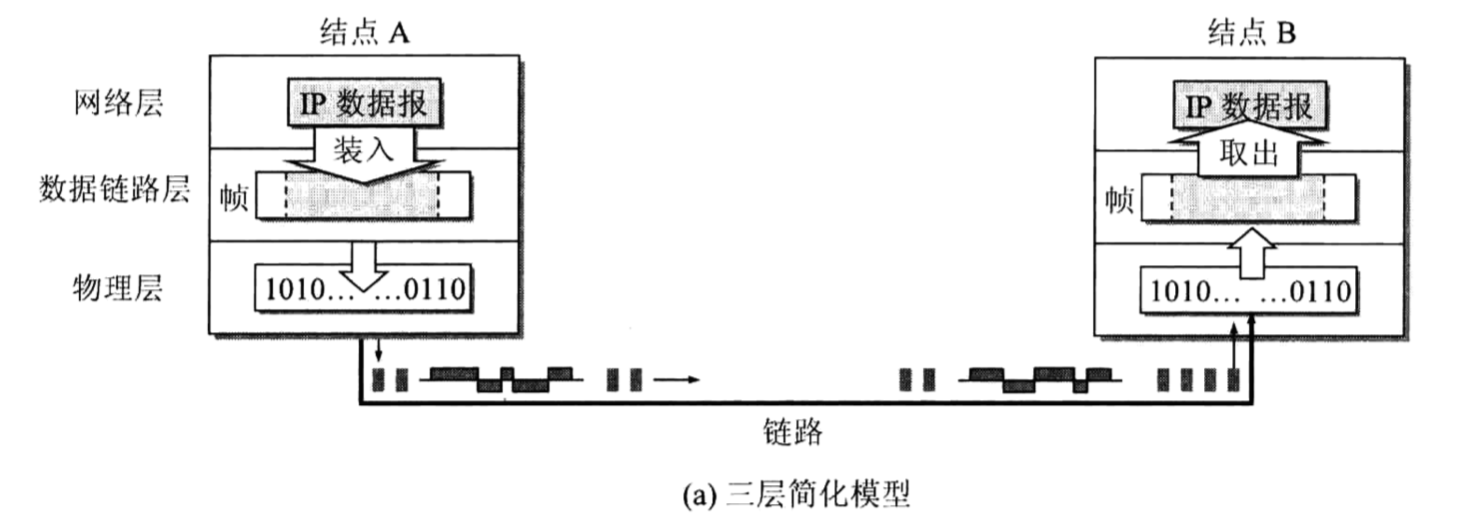 结点 A
结点 B
网络层
IP 数据报
IP 数据报
装入
取出
数据链路层
帧
帧
物理层
1010… …0110
1010… …0110
链路
(a) 三层简化模型